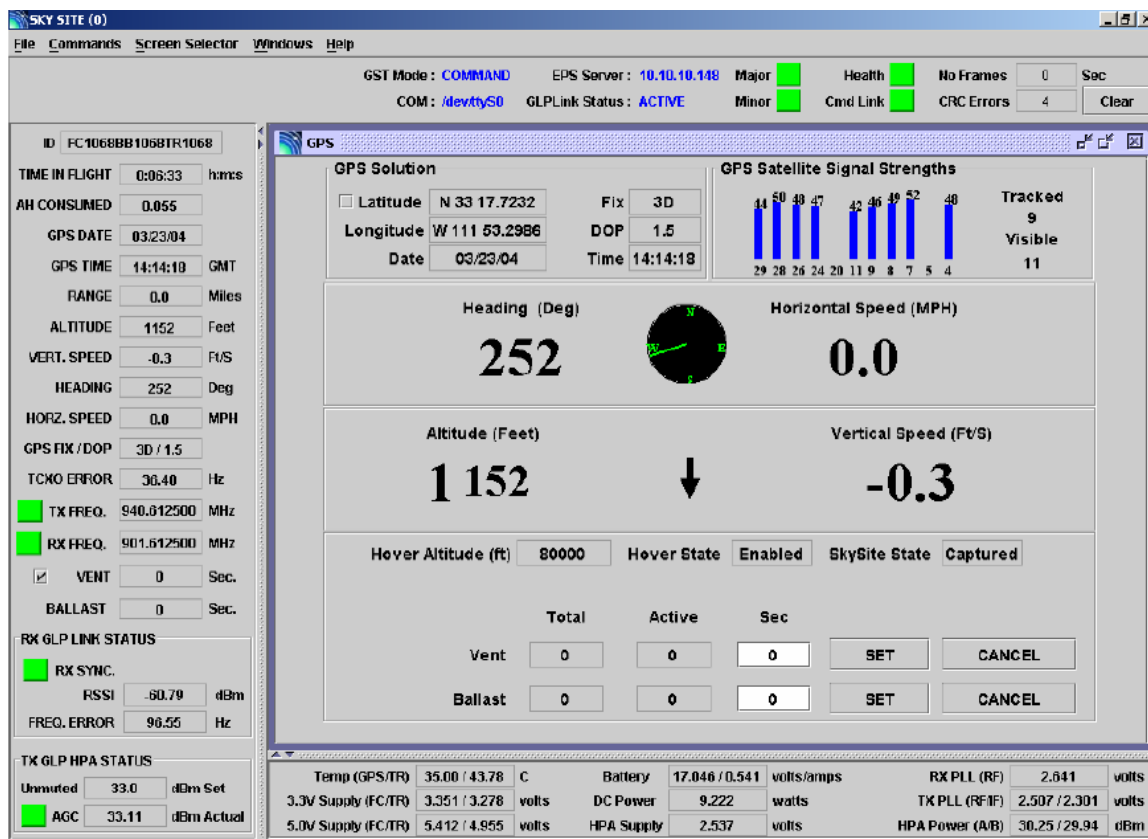 SKY SITE (0)
File Commands Screen Selector Windows Help
GST Mode : COMMAND EPS Server : 10.10.10.148 Major Health No Frames 0 Sec
COM : /dev/ttyS0 GLPLink Status : ACTIVE Minor Cmd Link CRC Errors 4 Clear
ID FC1068BB1068TR1068
TIME IN FLIGHT 0:06:33 h:m:s
AH CONSUMED 0.055
GPS DATE 03/23/04
GPS TIME 14:14:18 GMT
RANGE 0.0 Miles
ALTITUDE 1152 Feet
VERT. SPEED -0.3 Ft/S
HEADING 252 Deg
HORZ. SPEED 0.0 MPH
GPS FIX / DOP 3D / 1.5
TCXO ERROR 36.40 Hz
TX FREQ. 940.612500 MHz
RX FREQ. 901.612500 MHz
VENT 0 Sec.
BALLAST 0 Sec.
RX GLP LINK STATUS
RX SYNC.
RSSI -60.79 dBm
FREQ. ERROR 96.55 Hz
TX GLP HPA STATUS
Unmuted 33.0 dBm Set
AGC 33.11 dBm Actual
GPS
GPS Solution
Latitude N 33 17.7232 Fix 3D
Longitude W 111 53.2986 DOP 1.5
Date 03/23/04 Time 14:14:18
GPS Satellite Signal Strengths
44 50 48 47 42 46 49 52 48
29 28 26 24 20 11 9 8 7 5 4
Tracked
9
Visible
11
Heading (Deg)
252
N
W E
S
Horizontal Speed (MPH)
0.0
Altitude (Feet)
1 152
Vertical Speed (Ft/S)
-0.3
Hover Altitude (ft) 80000 Hover State Enabled SkySite State Captured
Total Active Sec
Vent 0 0 0 SET CANCEL
Ballast 0 0 0 SET CANCEL
Temp (GPS/TR) 35.00 / 43.78 C Battery 17.046 / 0.541 volts/amps RX PLL (RF) 2.641 volts
3.3V Supply (FC/TR) 3.351 / 3.278 volts DC Power 9.222 watts TX PLL (RF/IF) 2.507 / 2.301 volts
5.0V Supply (FC/TR) 5.412 / 4.955 volts HPA Supply 2.537 volts HPA Power (A/B) 30.25 / 29.94 dBm